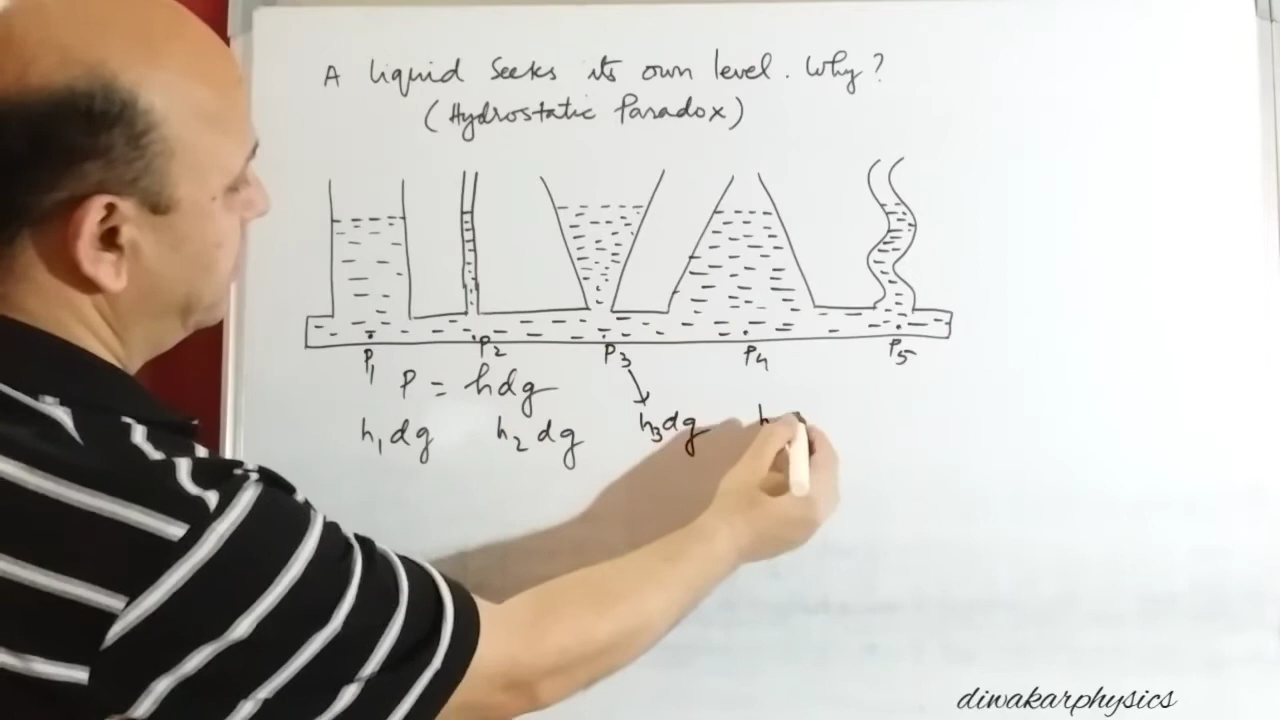 A liquid seeks its own level. Why?
(Hydrostatic Paradox)
P₁ P₂ P₃ P₄ P₅
P = hdg
h₁dg h₂dg h₃dg h
diwakarphysics